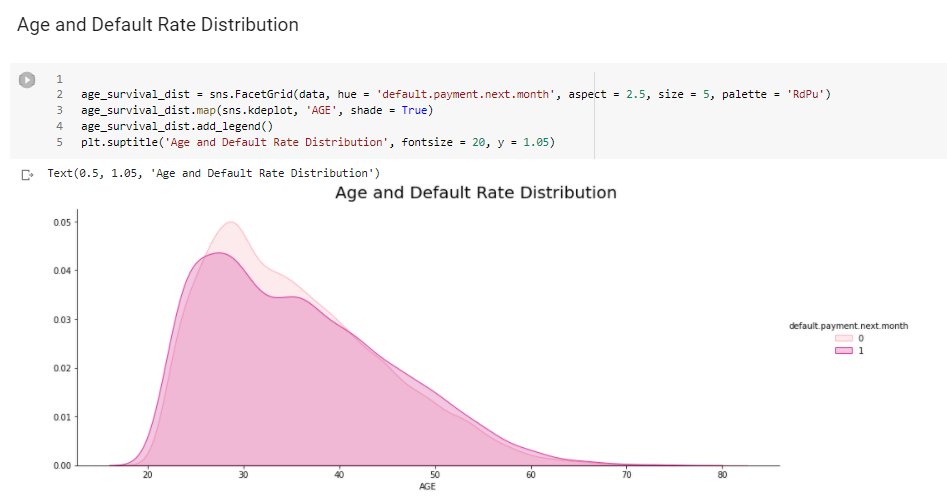 Age and Default Rate Distribution
1
2 age_survival_dist = sns.FacetGrid(data, hue = 'default.payment.next.month', aspect = 2.5, size = 5, palette = 'RdPu')
3 age_survival_dist.map(sns.kdeplot, 'AGE', shade = True)
4 age_survival_dist.add_legend()
5 plt.suptitle('Age and Default Rate Distribution', fontsize = 20, y = 1.05)
Text(0.5, 1.05, 'Age and Default Rate Distribution')
Age and Default Rate Distribution
0.05
0.04
0.03
0.02
0.01
0.00
default.payment.next.month
0
1
20 30 40 50 60 70 80
AGE